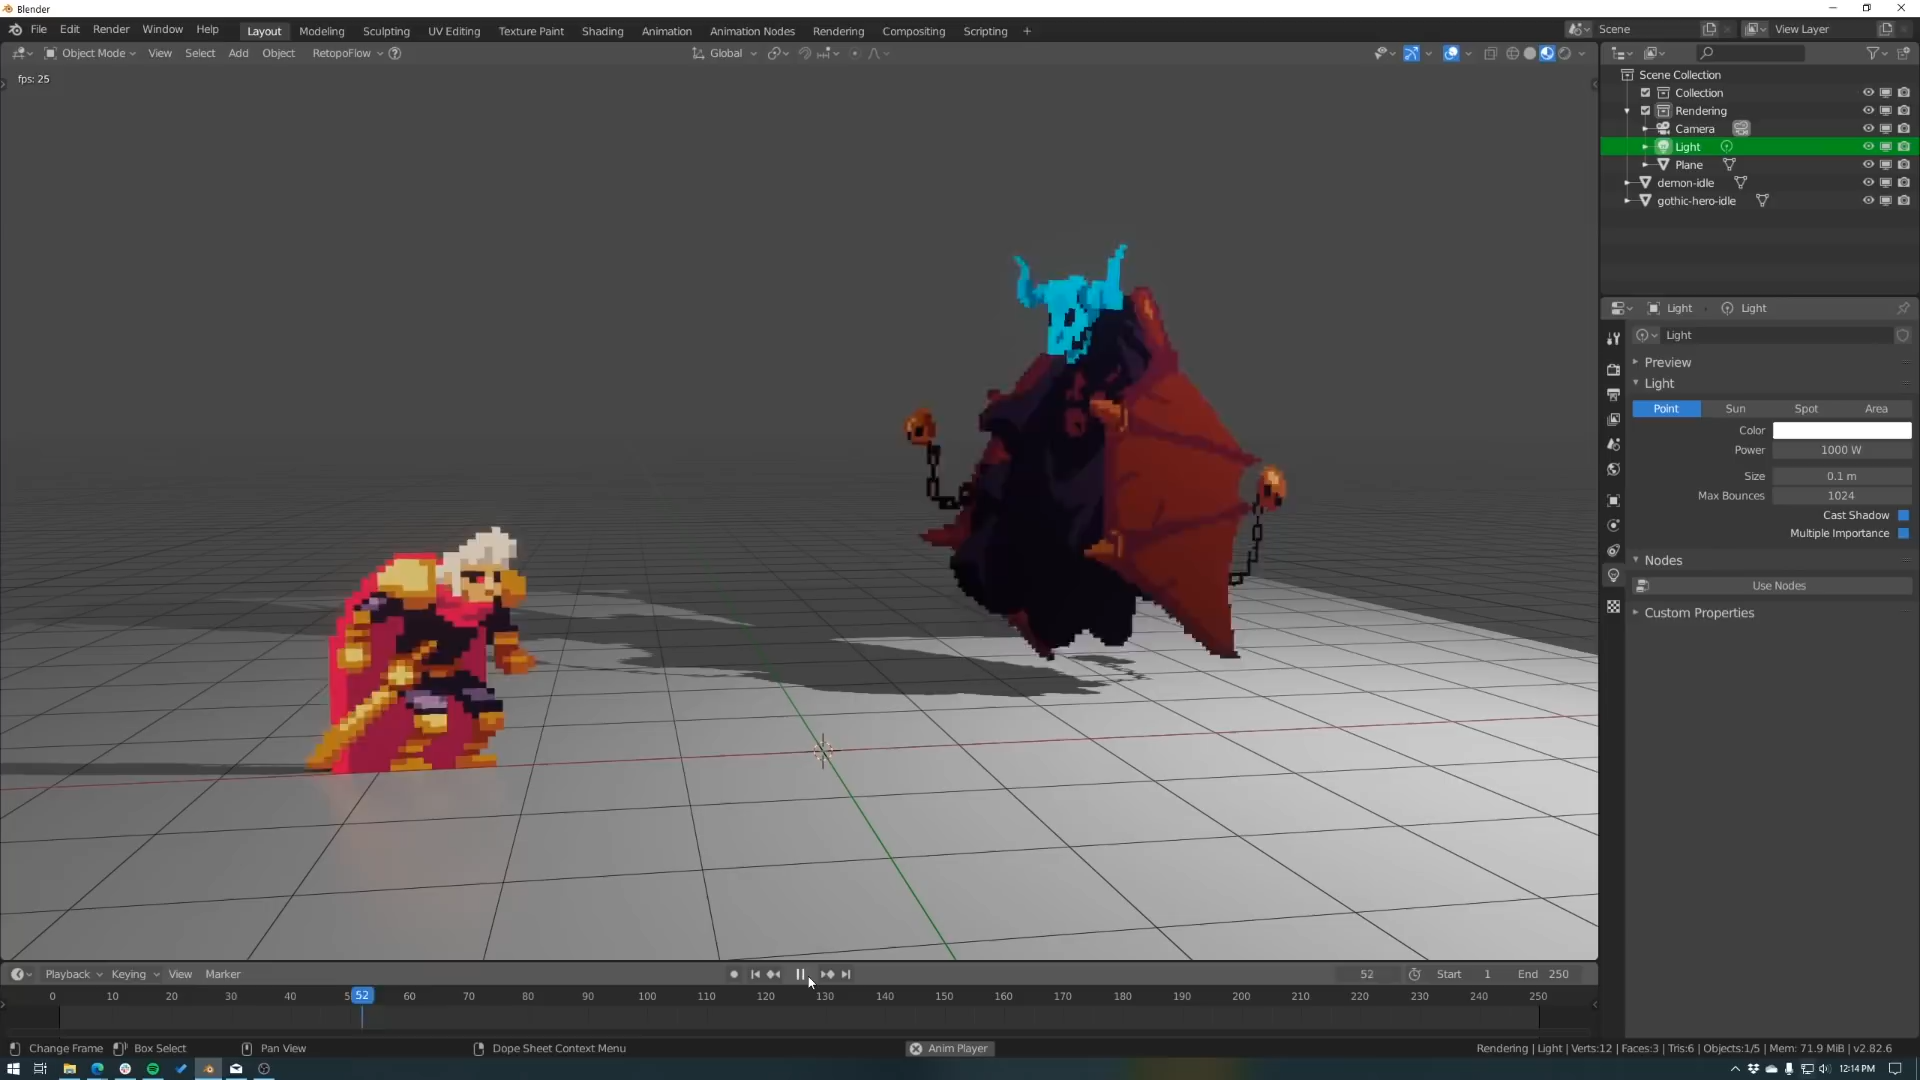 Blender
File Edit Render Window Help Layout Modeling Sculpting UV Editing Texture Paint Shading Animation Animation Nodes Rendering Compositing Scripting + Scene View Layer
Object Mode View Select Add Object RetopoFlow Global
fps: 25
Scene Collection
Collection
Rendering
Camera
Light
Plane
demon-idle
gothic-hero-idle
Light Light
Light
Preview
Light
Point Sun Spot Area
Color
Power 1000 W
Size 0.1 m
Max Bounces 1024
Cast Shadow
Multiple Importance
Nodes
Use Nodes
Custom Properties
Playback Keying View Marker 52 Start 1 End 250
0 10 20 30 40 5 52 60 70 80 90 100 110 120 130 140 150 160 170 180 190 200 210 220 230 240 250
Change Frame Box Select Pan View Dope Sheet Context Menu Anim Player Rendering | Light | Verts:12 | Faces:3 | Tris:6 | Objects:1/5 | Mem: 71.9 MiB | v2.82.6
12:14 PM